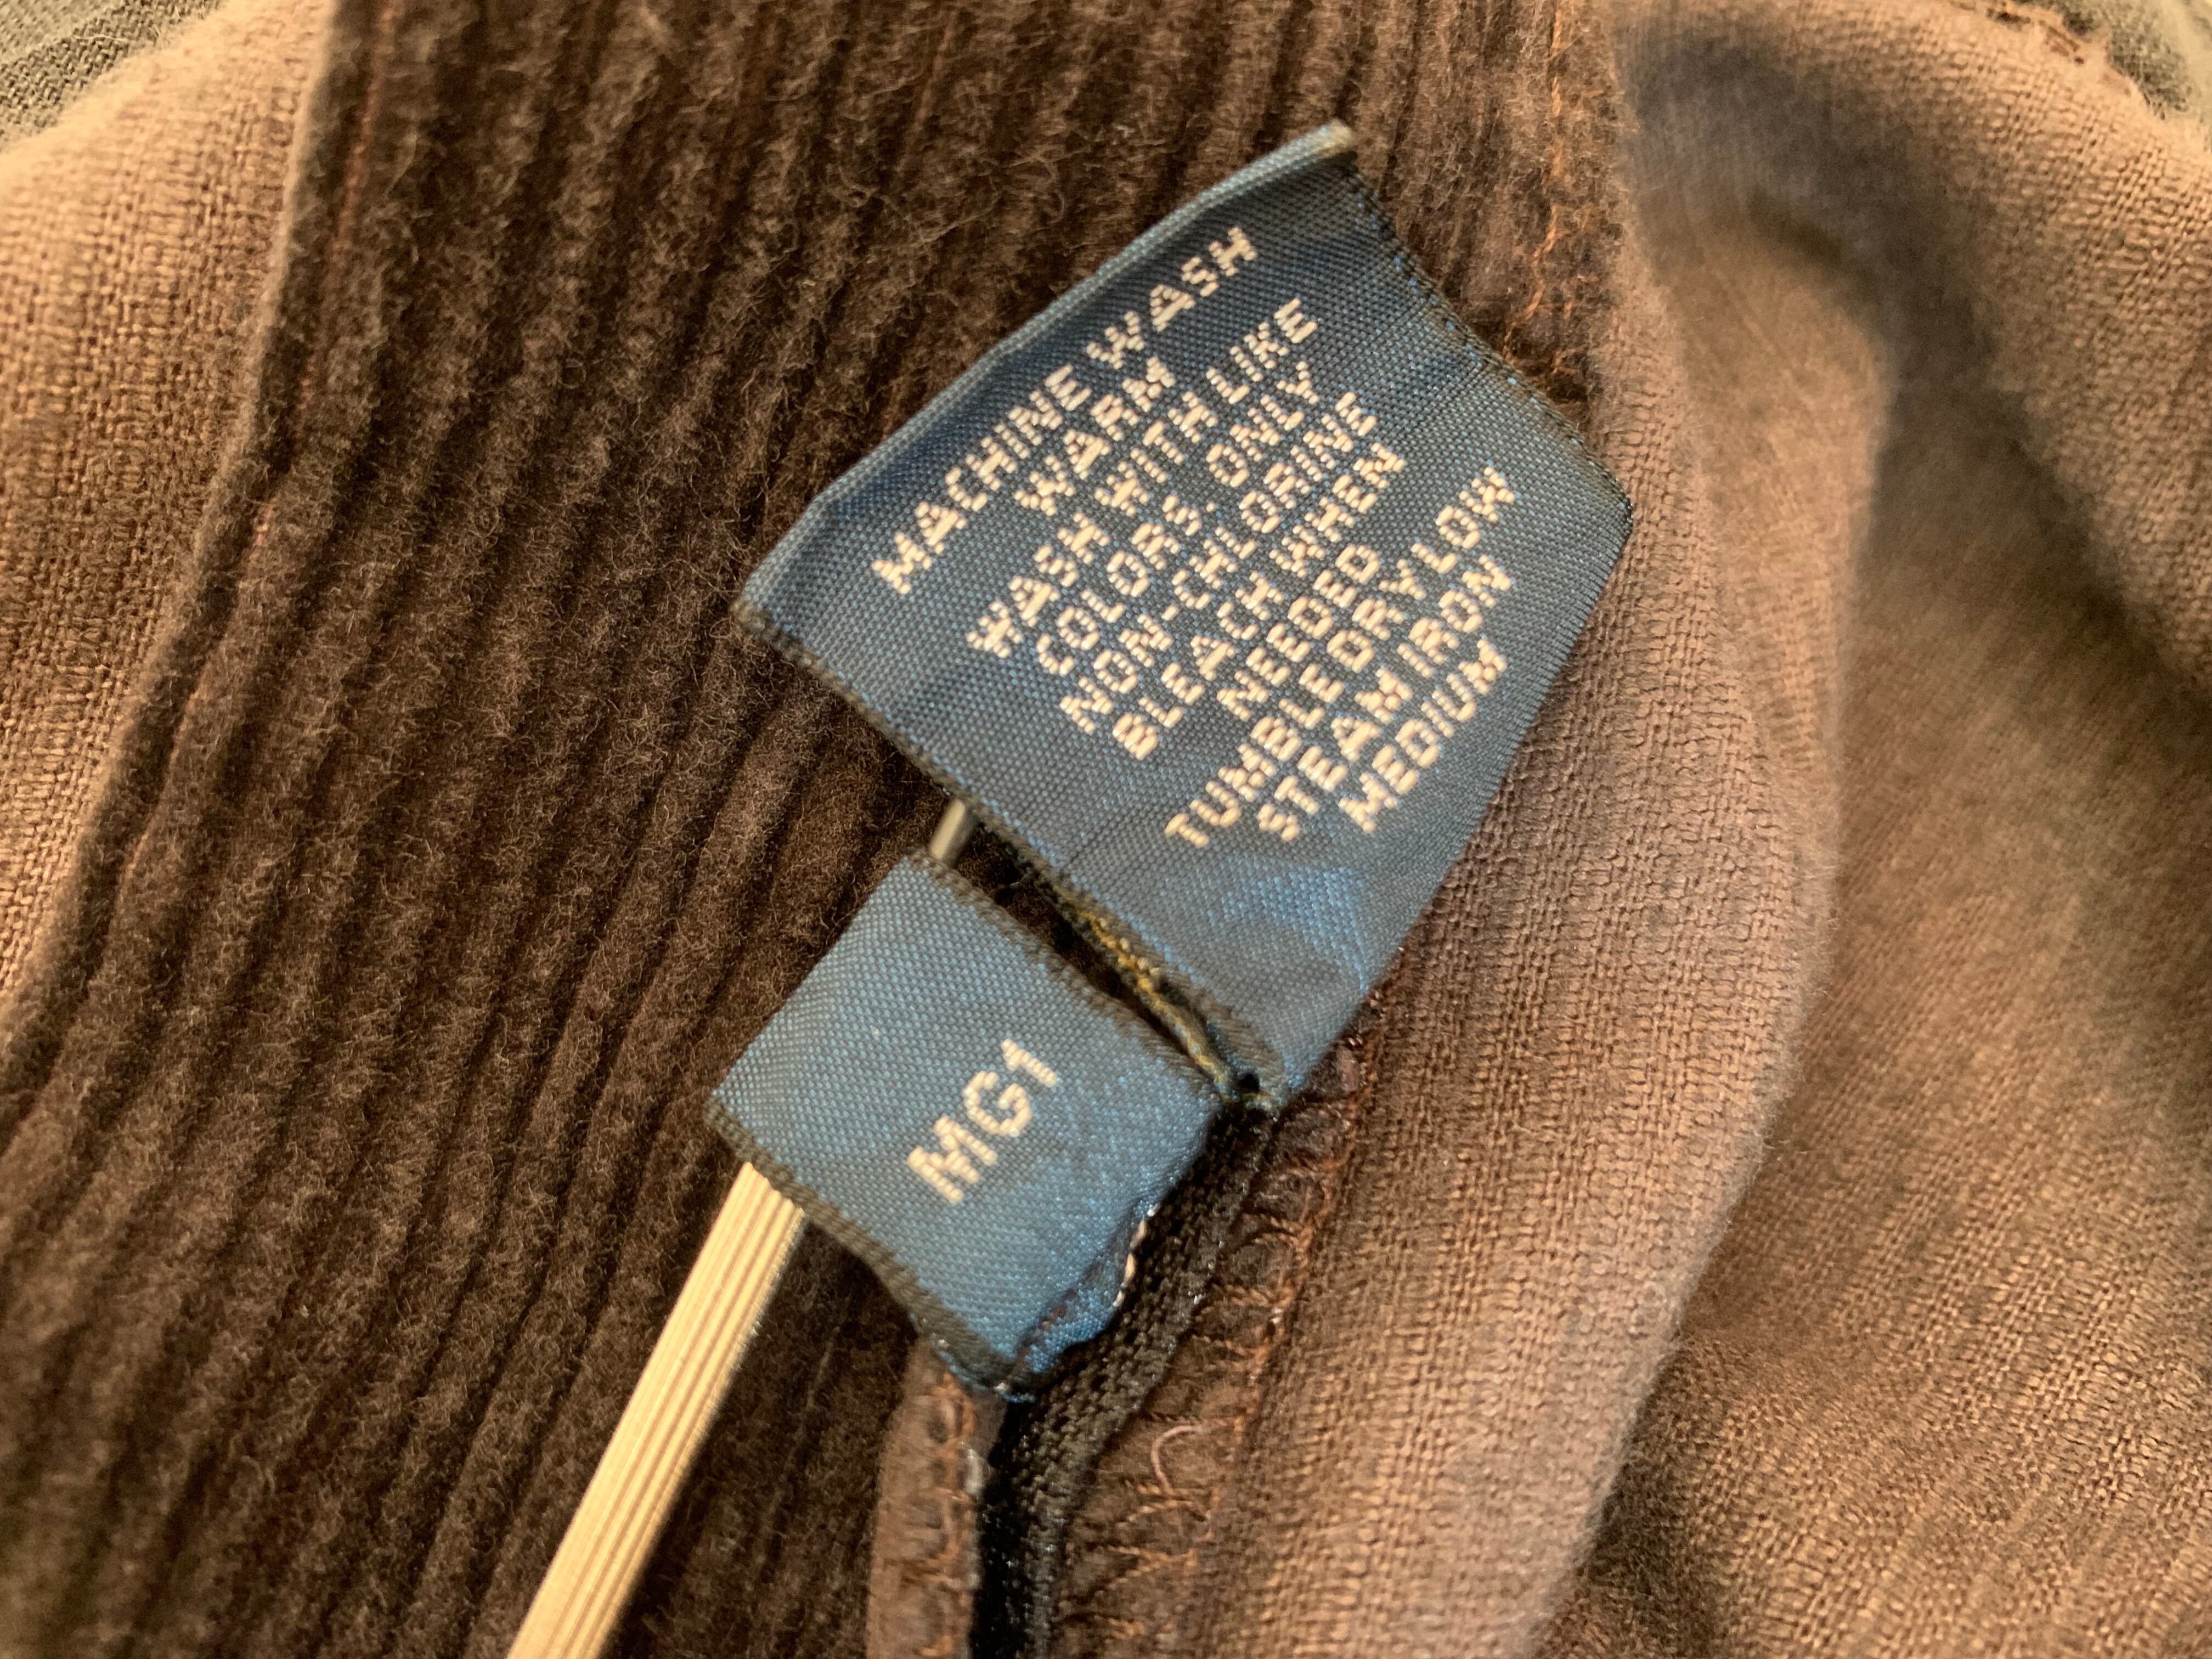 MACHINE WASH
WARM
WASH WITH LIKE
COLORS. ONLY
NON-CHLORINE
BLEACH WHEN
NEEDED
TUMBLE DRY LOW
STEAM IRON
MEDIUM
MG1